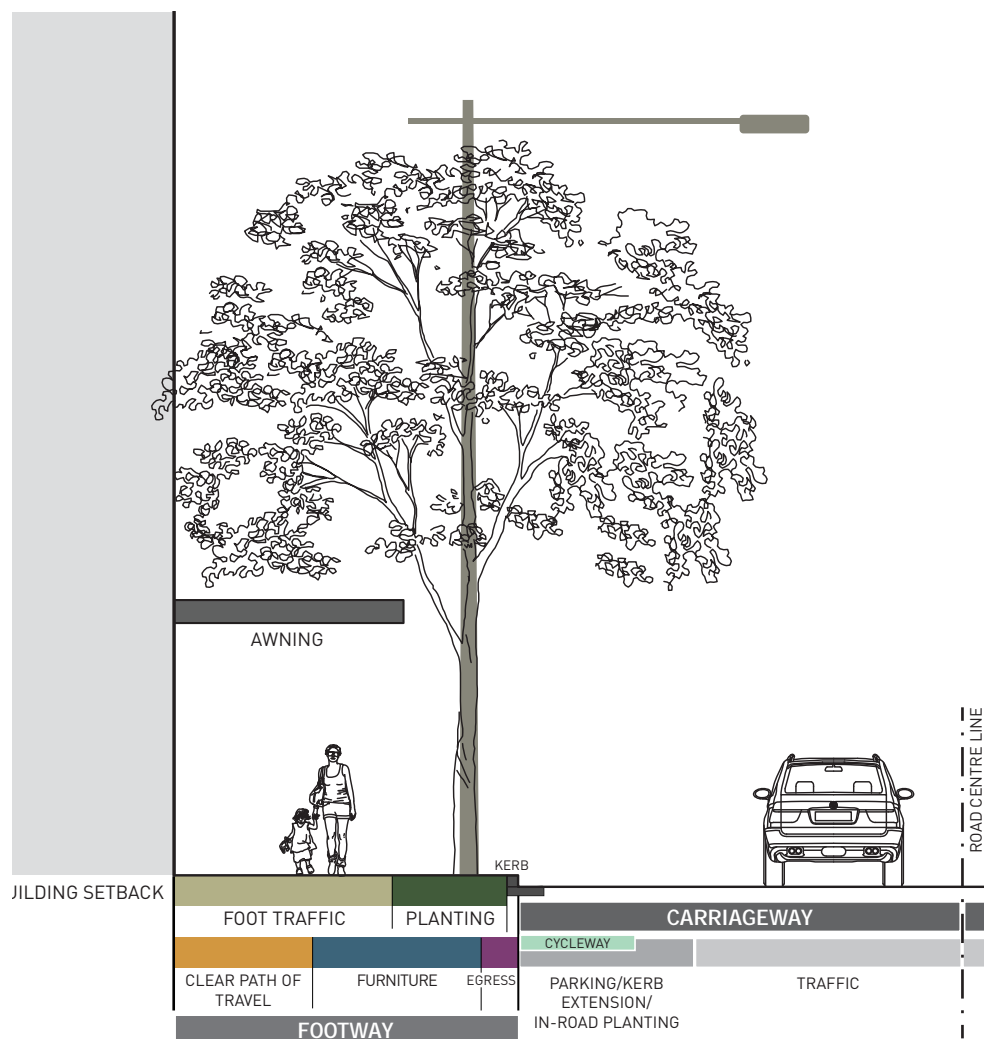 AWNING
ROAD CENTRE LINE
KERB
UILDING SETBACK
FOOT TRAFFIC
PLANTING
CARRIAGEWAY
CYCLEWAY
CLEAR PATH OF
TRAVEL
FURNITURE
EGRESS
PARKING/KERB
EXTENSION/
IN-ROAD PLANTING
TRAFFIC
FOOTWAY